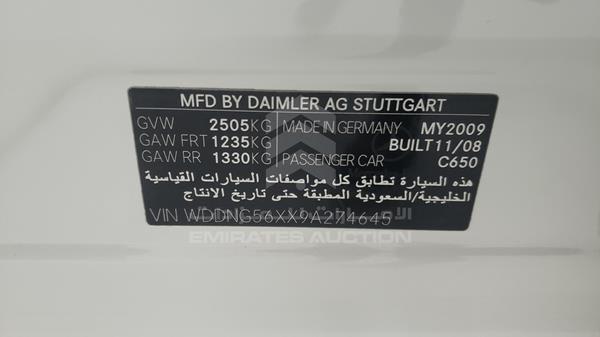 MFD BY DAIMLER AG STUTTGART
GVW 2505KG MADE IN GERMANY MY2009
GAW FRT 1235KG BUILT11/08
GAW RR 1330KG PASSENGER CAR C650
هذه السيارة تطابق كل مواصفات السيارات القياسية
الخليجية/السعودية المطبقة حتى تاريخ الانتاج
VIN WDDNG56XX9A274645
EMIRATES AUCTION